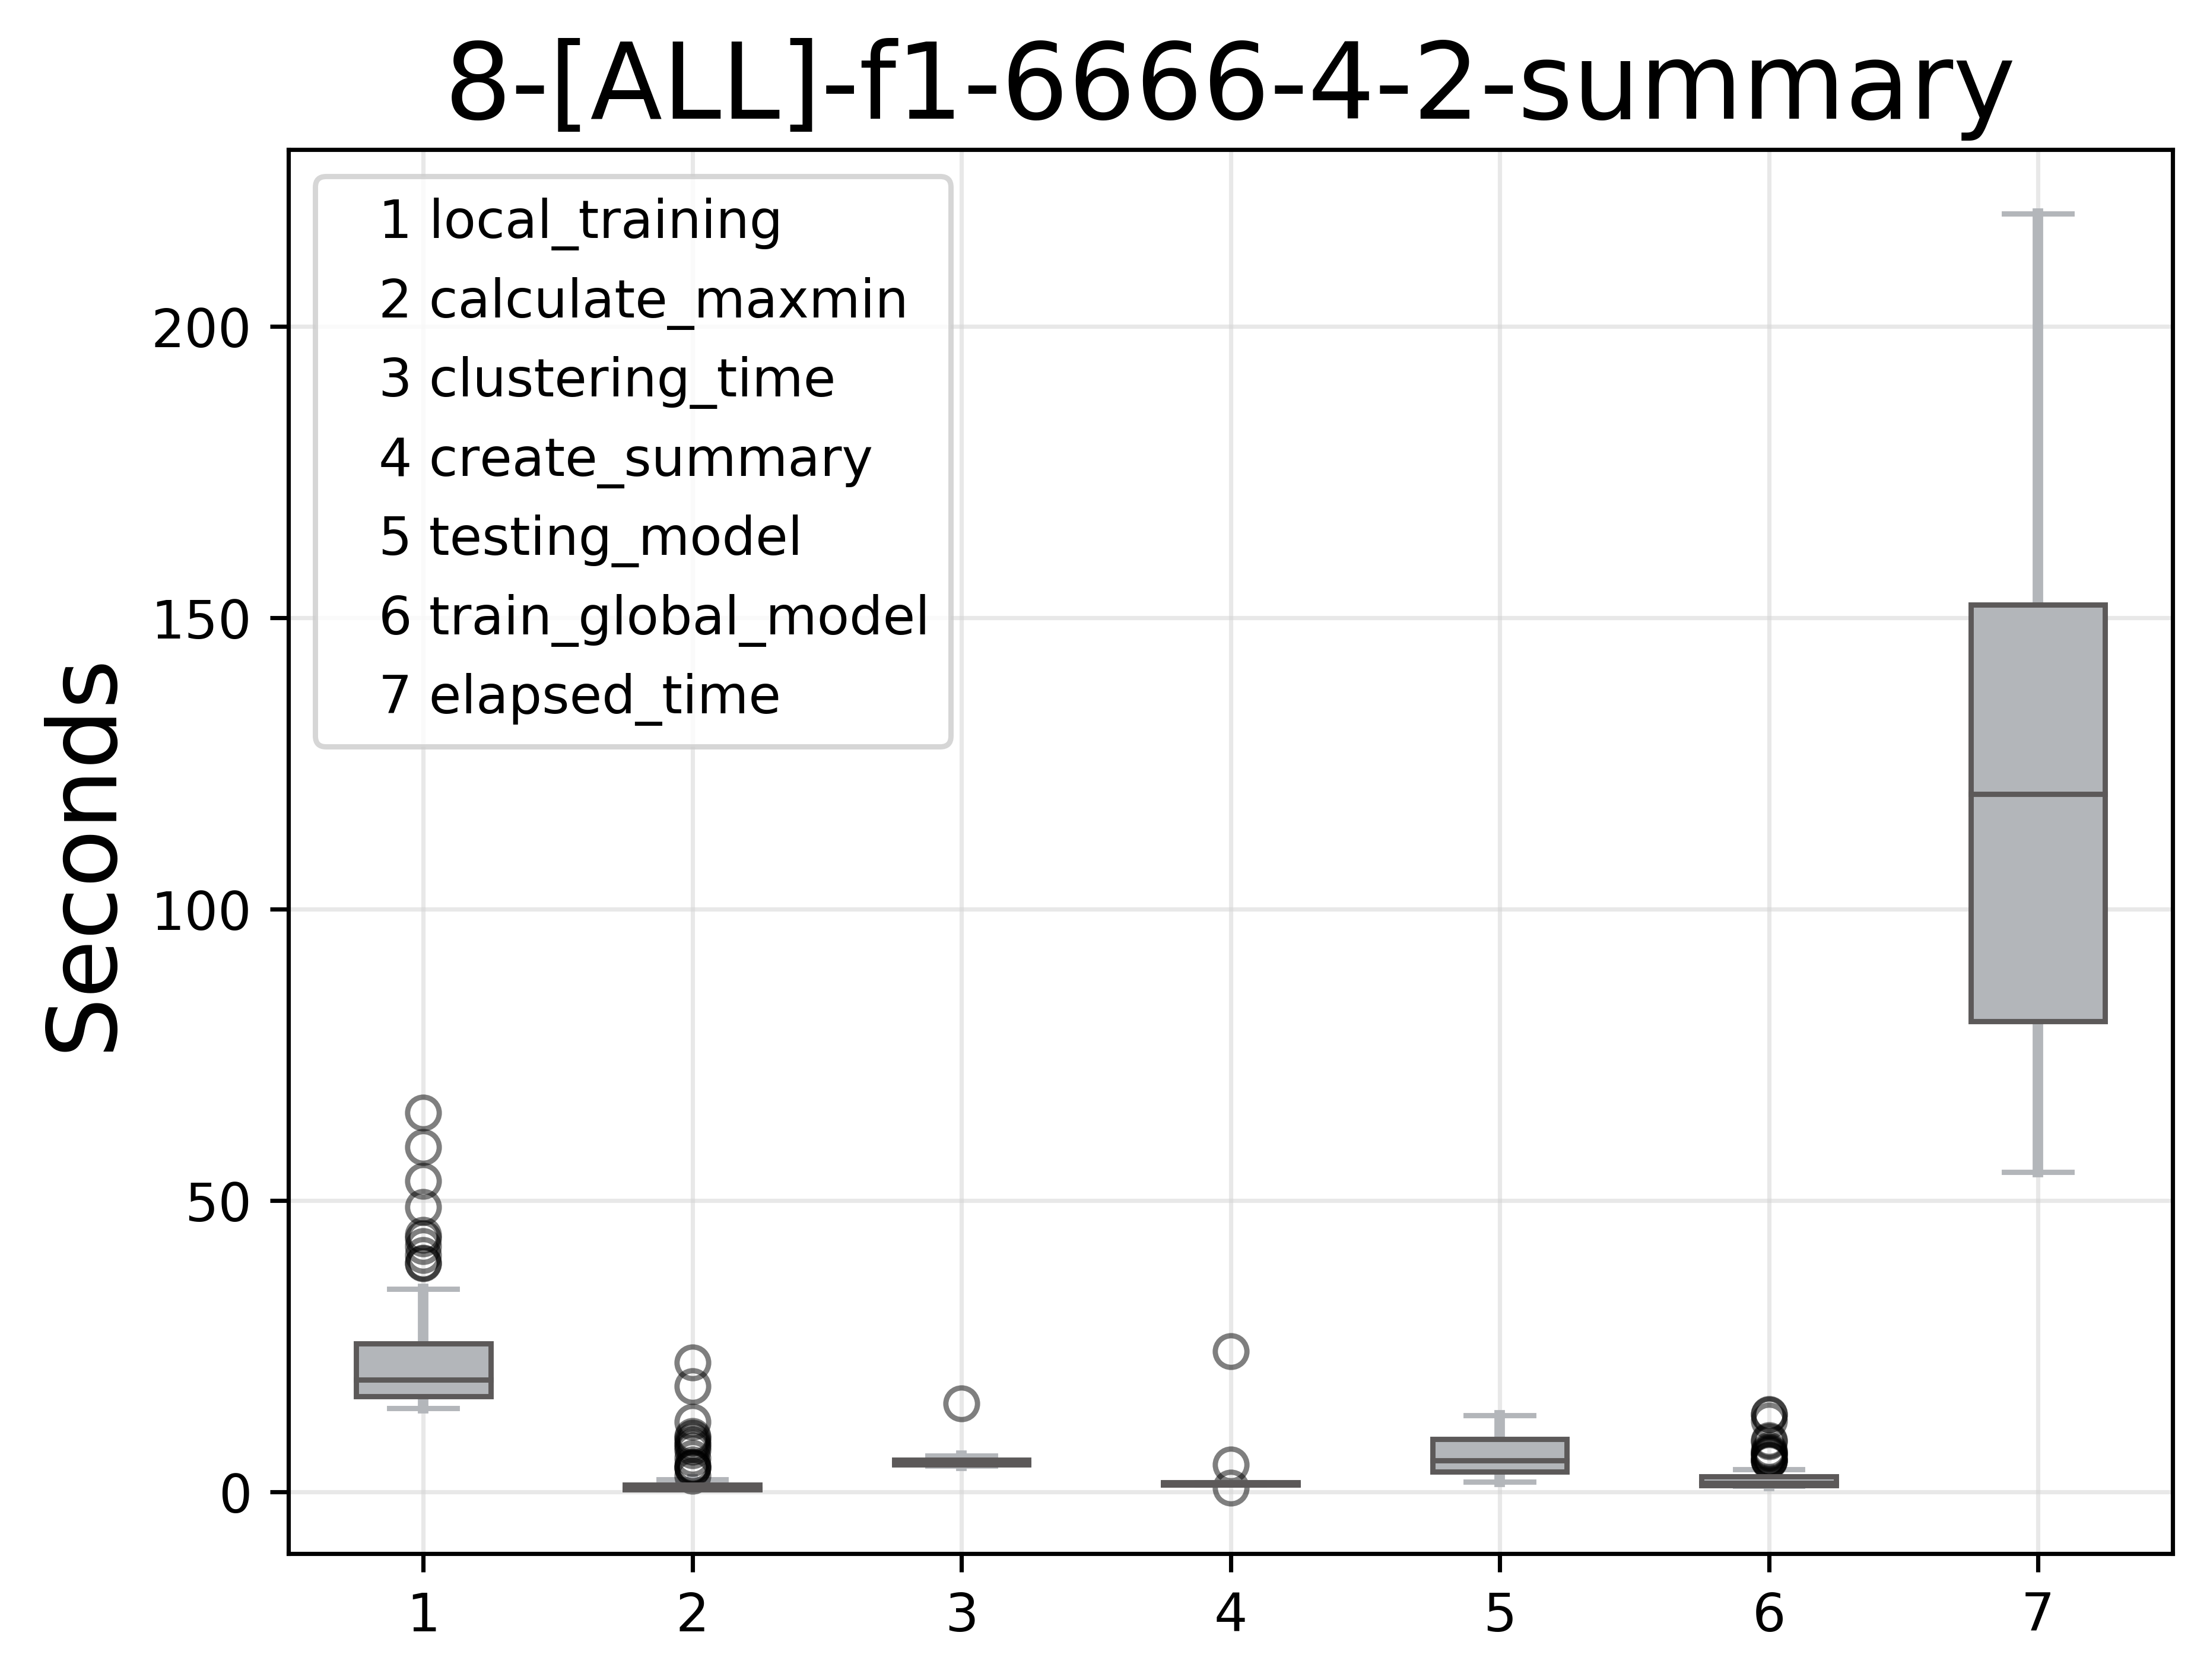 8-[ALL]-f1-6666-4-2-summary
1 local_training
2 calculate_maxmin
3 clustering_time
4 create_summary
5 testing_model
6 train_global_model
7 elapsed_time
Seconds
200
150
100
50
0
1 2 3 4 5 6 7